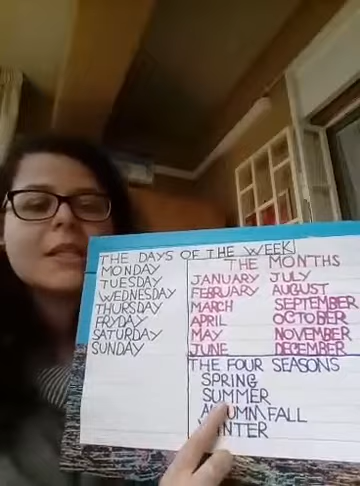 THE DAYS OF THE WEEK
MONDAY
TUESDAY
WEDNESDAY
THURSDAY
FRYDAY
SATURDAY
SUNDAY
THE MONTHS
JANUARY JULY
FEBRUARY AUGUST
MARCH SEPTEMBER
APRIL OCTOBER
MAY NOVEMBER
JUNE DECEMBER
THE FOUR SEASONS
SPRING
SUMMER
FALL